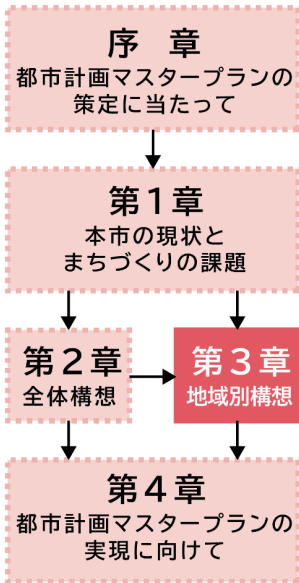 序 章
都市計画マスタープランの
策定に当たって
第１章
本市の現状と
まちづくりの課題
第２章
全体構想
第３章
地域別構想
第４章
都市計画マスタープランの
実現に向けて